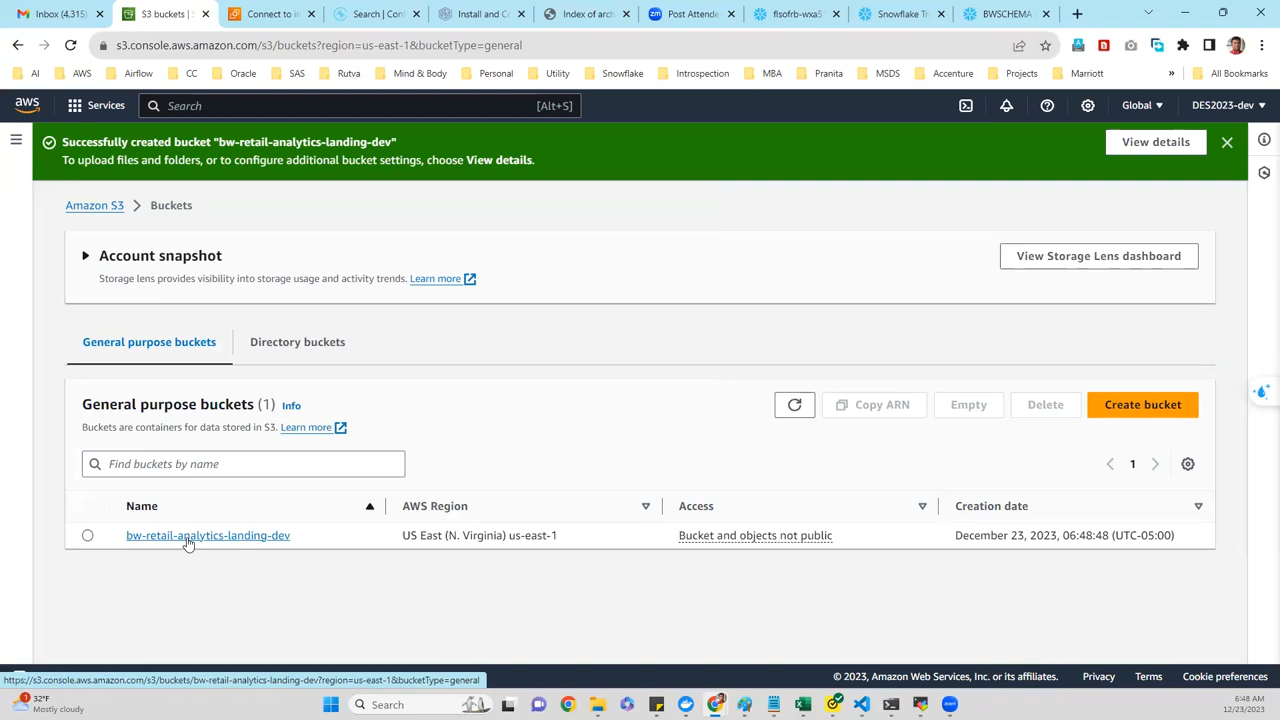 Inbox (4,315)
S3 buckets |
Connect to in
Search | Con
Install and C
Index of arch
Post Attende
flsofrb-wxa5
Snowflake Tr
BWSCHEMA
s3.console.aws.amazon.com/s3/buckets?region=us-east-1&bucketType=general
AI AWS Airflow CC Oracle SAS Rutva Mind & Body Personal Utility Snowflake Introspection MBA Pranita MSDS Accenture Projects Marriott » All Bookmarks
aws Services Search [Alt+S] Global DES2023-dev
Successfully created bucket "bw-retail-analytics-landing-dev"
To upload files and folders, or to configure additional bucket settings, choose View details.
View details
Amazon S3 > Buckets
Account snapshot
Storage lens provides visibility into storage usage and activity trends. Learn more
View Storage Lens dashboard
General purpose buckets Directory buckets
General purpose buckets (1) Info
Buckets are containers for data stored in S3. Learn more
Copy ARN Empty Delete Create bucket
Find buckets by name
1
Name AWS Region Access Creation date
bw-retail-analytics-landing-dev US East (N. Virginia) us-east-1 Bucket and objects not public December 23, 2023, 06:48:48 (UTC-05:00)
© 2023, Amazon Web Services, Inc. or its affiliates. Privacy Terms Cookie preferences
https://s3.console.aws.amazon.com/s3/buckets/bw-retail-analytics-landing-dev?region=us-east-1&bucketType=general
1
32°F
Mostly cloudy
Search
6:48 AM
12/23/2023